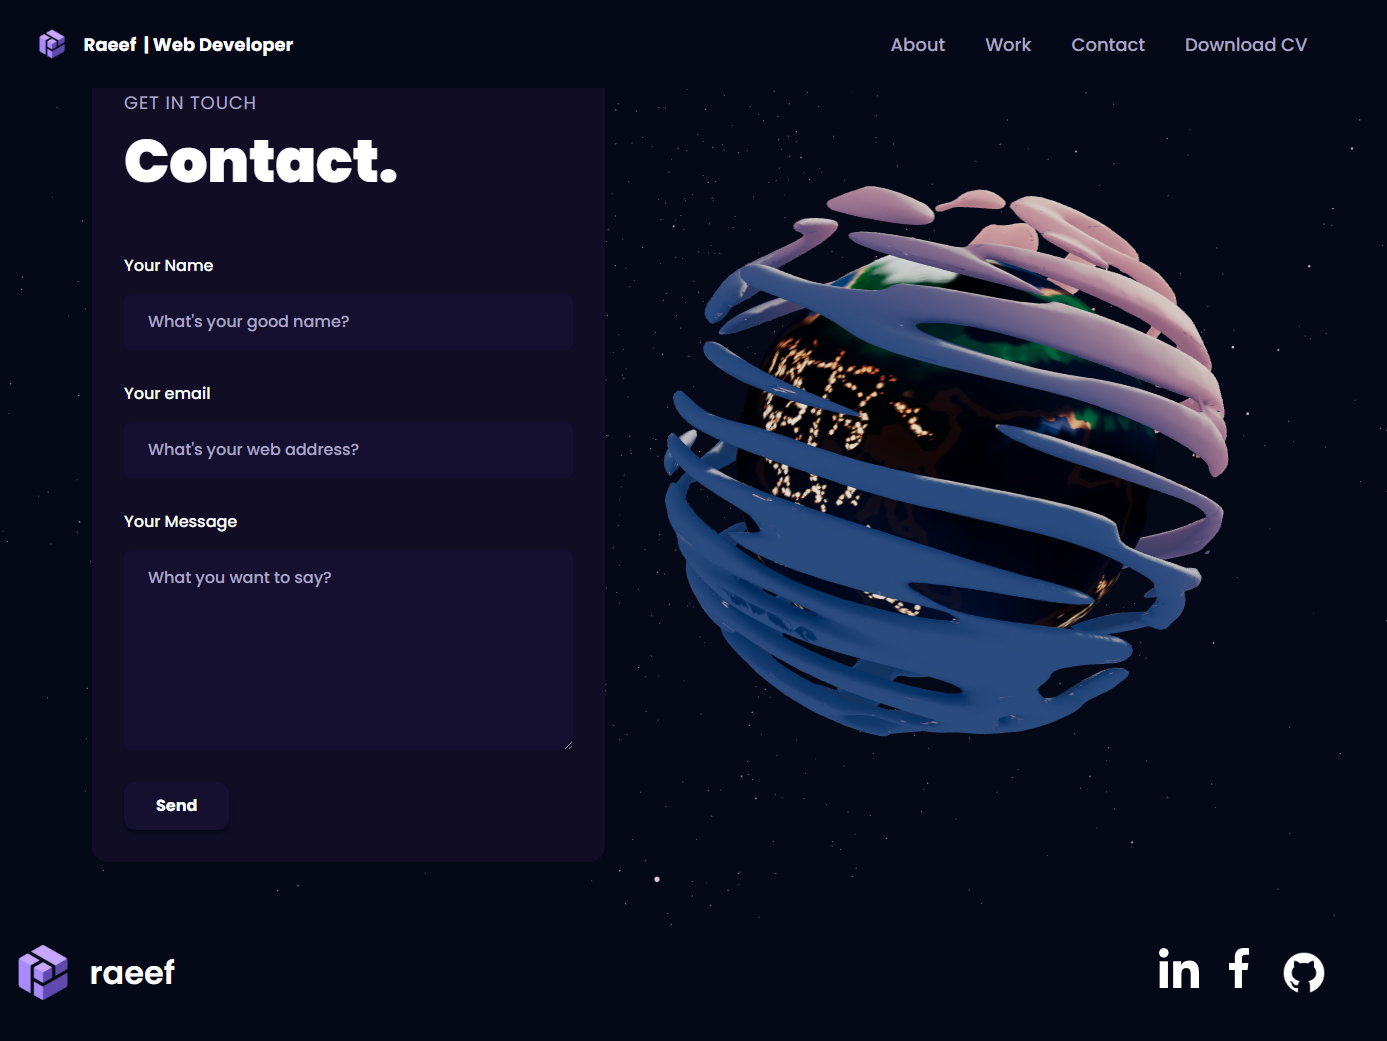 Raeef | Web Developer
About
Work
Contact
Download CV
GET IN TOUCH
Contact.
Your Name
What's your good name?
Your email
What's your web address?
Your Message
What you want to say?
Send
raeef